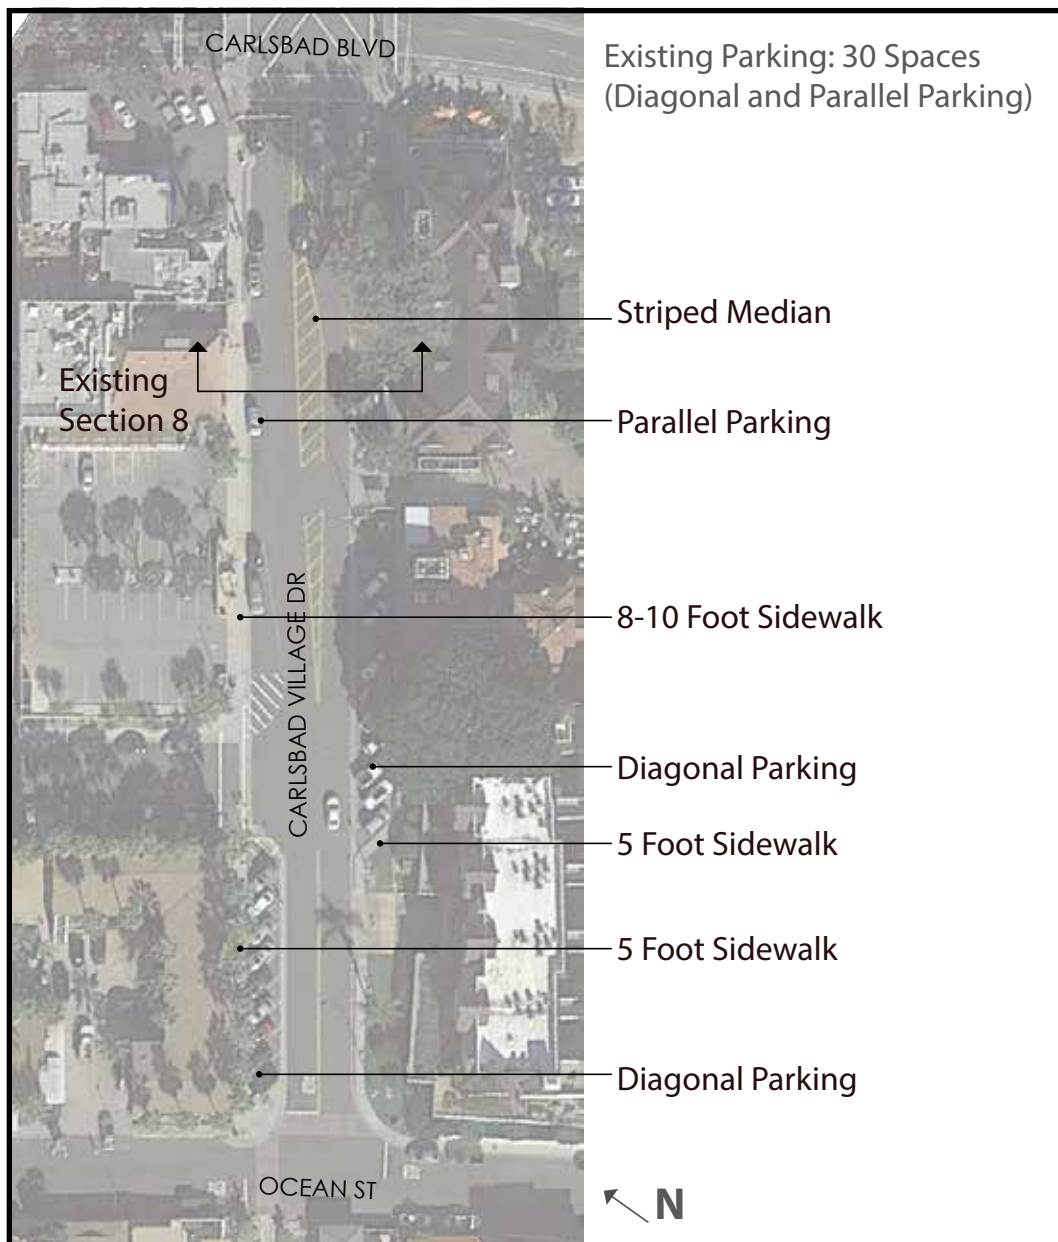 CARLSBAD BLVD
Existing Parking: 30 Spaces
(Diagonal and Parallel Parking)
Striped Median
Existing
Section 8
Parallel Parking
CARLSBAD VILLAGE DR
8-10 Foot Sidewalk
Diagonal Parking
5 Foot Sidewalk
5 Foot Sidewalk
Diagonal Parking
OCEAN ST
N